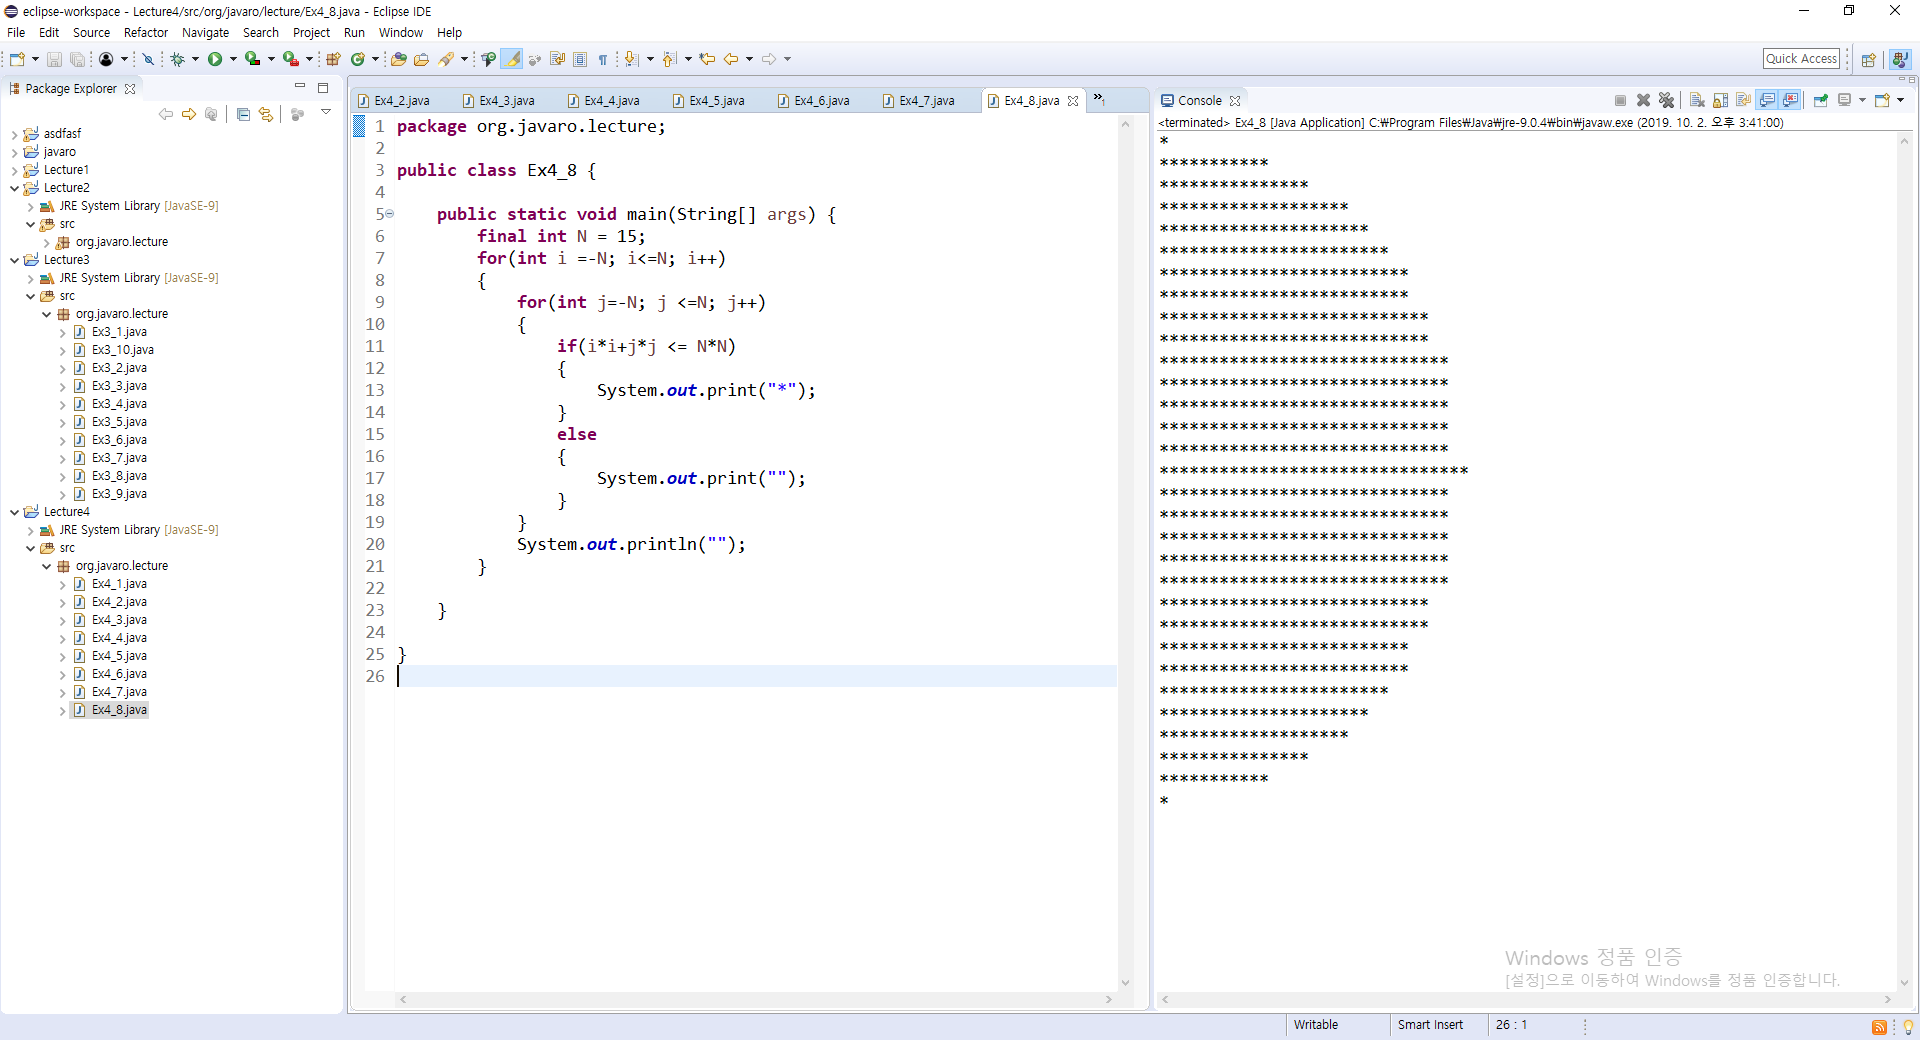 eclipse-workspace - Lecture4/src/org/javaro/lecture/Ex4_8.java - Eclipse IDE
File Edit Source Refactor Navigate Search Project Run Window Help
Quick Access
Package Explorer
asdfasf
javaro
Lecture1
Lecture2
JRE System Library [JavaSE-9]
src
org.javaro.lecture
Lecture3
JRE System Library [JavaSE-9]
src
org.javaro.lecture
Ex3_1.java
Ex3_10.java
Ex3_2.java
Ex3_3.java
Ex3_4.java
Ex3_5.java
Ex3_6.java
Ex3_7.java
Ex3_8.java
Ex3_9.java
Lecture4
JRE System Library [JavaSE-9]
src
org.javaro.lecture
Ex4_1.java
Ex4_2.java
Ex4_3.java
Ex4_4.java
Ex4_5.java
Ex4_6.java
Ex4_7.java
Ex4_8.java
Ex4_2.java Ex4_3.java Ex4_4.java Ex4_5.java Ex4_6.java Ex4_7.java Ex4_8.java »1
1 package org.javaro.lecture;
2
3 public class Ex4_8 {
4
5 public static void main(String[] args) {
6 final int N = 15;
7 for(int i =-N; i<=N; i++)
8 {
9 for(int j=-N; j <=N; j++)
10 {
11 if(i*i+j*j <= N*N)
12 {
13 System.out.print("*");
14 }
15 else
16 {
17 System.out.print("");
18 }
19 }
20 System.out.println("");
21 }
22
23 }
24
25 }
26
Console
<terminated> Ex4_8 [Java Application] C:₩Program Files₩Java₩jre-9.0.4₩bin₩javaw.exe (2019. 10. 2. 오후 3:41:00)
*
***********
***************
*******************
*********************
***********************
*************************
*************************
***************************
***************************
*****************************
*****************************
*****************************
*****************************
*****************************
*******************************
*****************************
*****************************
*****************************
*****************************
*****************************
***************************
***************************
*************************
*************************
***********************
*********************
*******************
***************
***********
*
Windows 정품 인증
[설정]으로 이동하여 Windows를 정품 인증합니다.
Writable Smart Insert 26 : 1